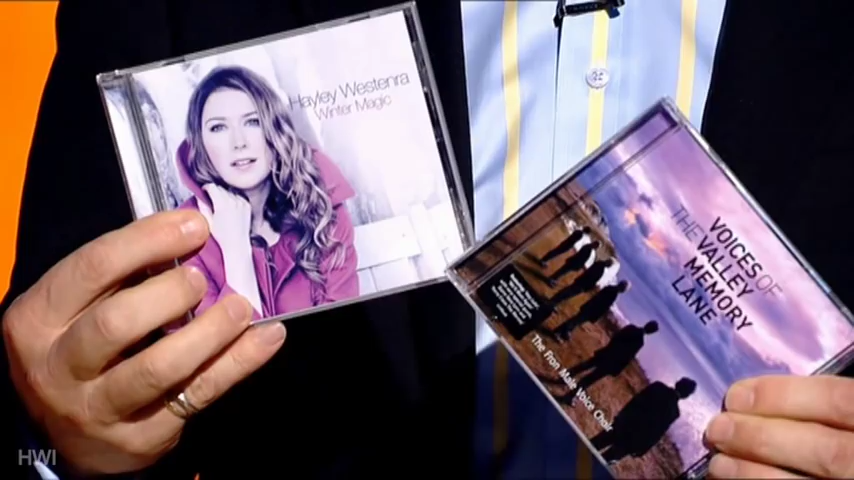 Hayley Westenra
Winter Magic
VOICES OF
THE VALLEY
MEMORY
LANE
The Fron Male Voice Choir
HWI